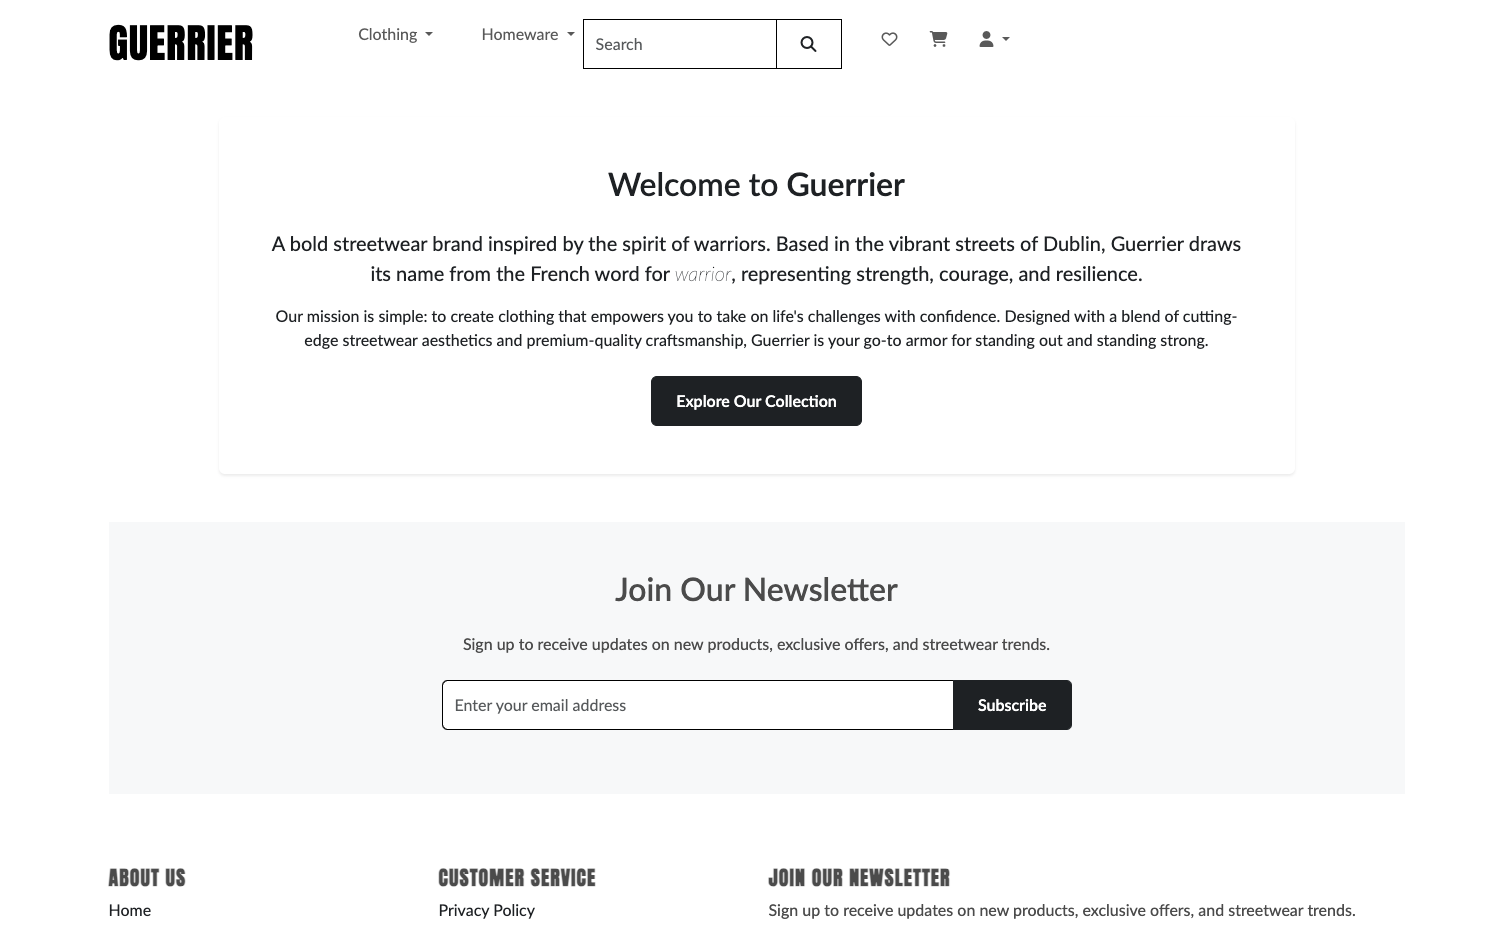 GUERRIER
Clothing
Homeware
Search
Welcome to Guerrier
A bold streetwear brand inspired by the spirit of warriors. Based in the vibrant streets of Dublin, Guerrier draws
its name from the French word for warrior, representing strength, courage, and resilience.
Our mission is simple: to create clothing that empowers you to take on life's challenges with confidence. Designed with a blend of cutting-
edge streetwear aesthetics and premium-quality craftsmanship, Guerrier is your go-to armor for standing out and standing strong.
Explore Our Collection
Join Our Newsletter
Sign up to receive updates on new products, exclusive offers, and streetwear trends.
Enter your email address
Subscribe
ABOUT US
Home
CUSTOMER SERVICE
Privacy Policy
JOIN OUR NEWSLETTER
Sign up to receive updates on new products, exclusive offers, and streetwear trends.